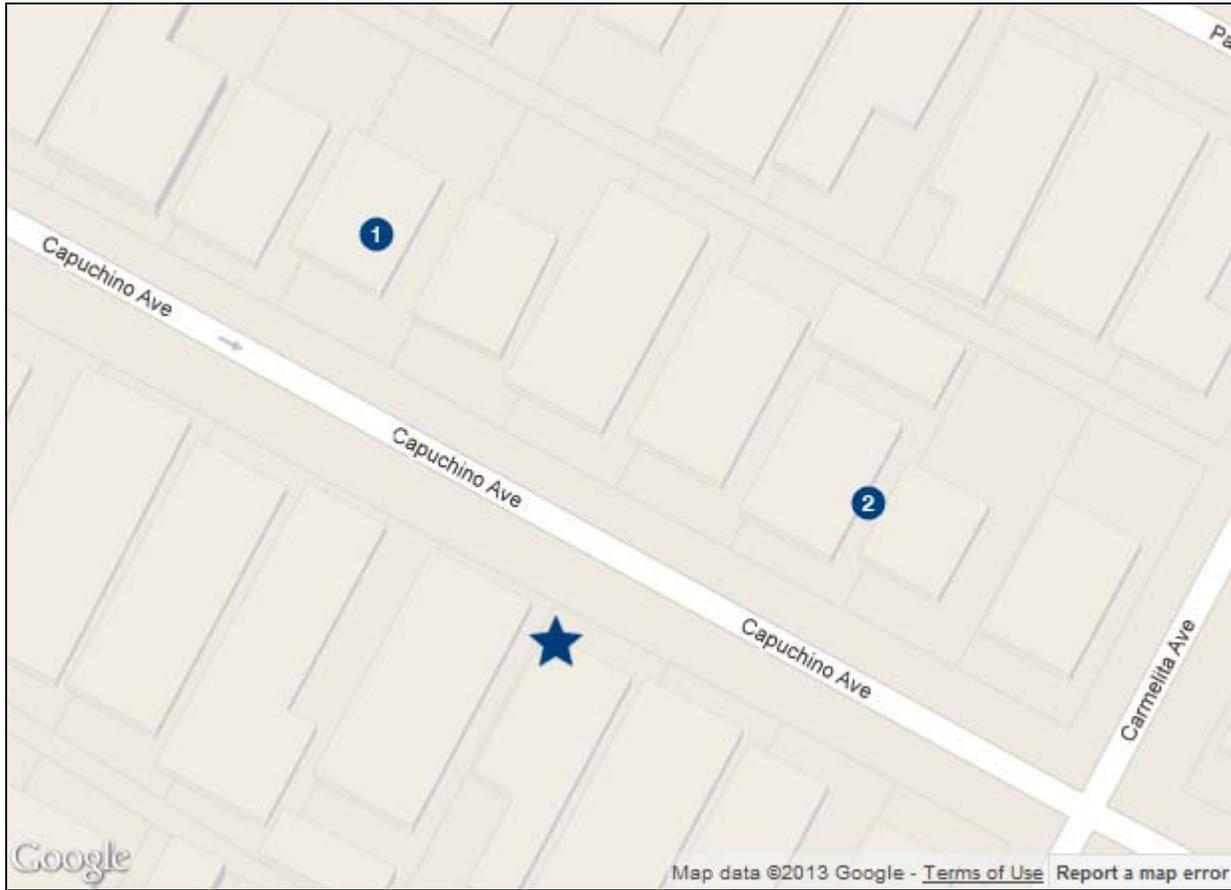 Pa
1
Capuchino Ave
Capuchino Ave
2
Capuchino Ave
Carmelita Ave
Google
Map data ©2013 Google - Terms of Use
Report a map error